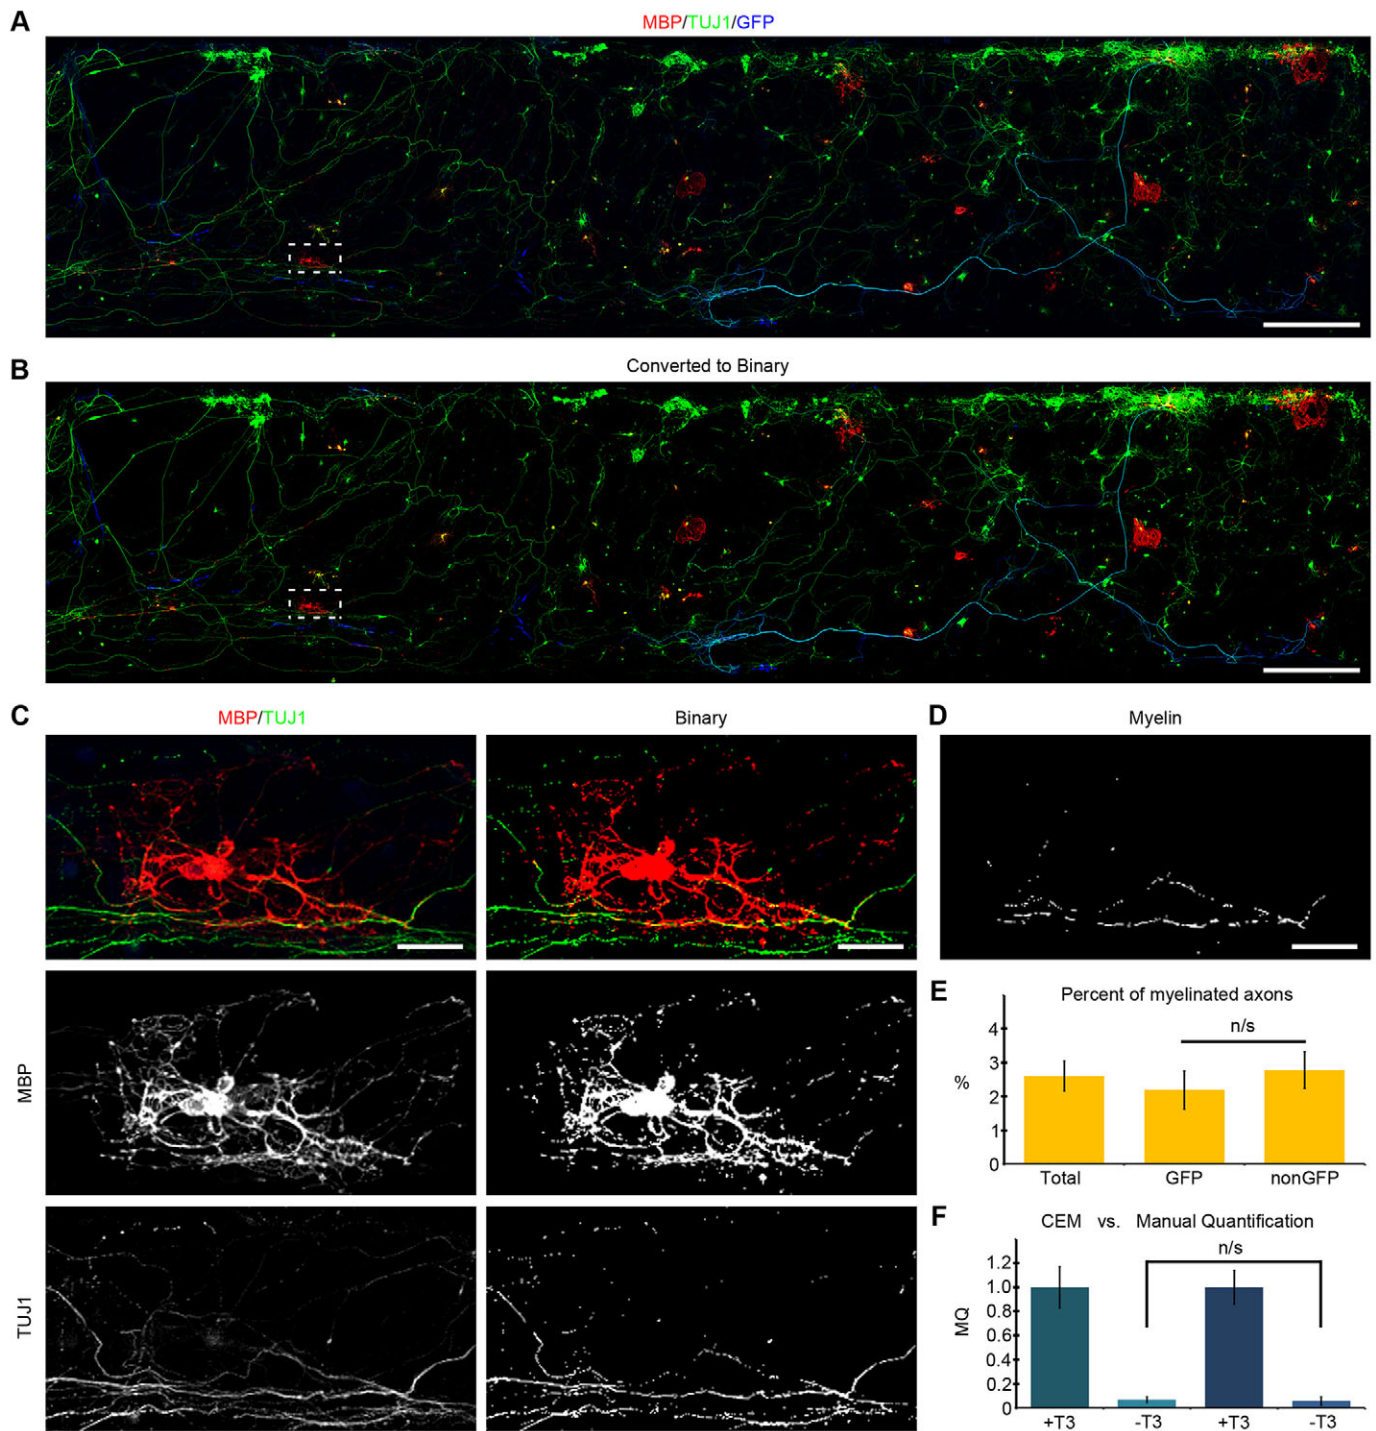 A
MBP/TUJ1/GFP
B
Converted to Binary
C
MBP/TUJ1
Binary
D
Myelin
MBP
TUJ1
E
Percent of myelinated axons
n/s
4
3
%
2
1
0
Total GFP nonGFP
F
CEM vs. Manual Quantification
n/s
1.2
1.0
0.8
MQ
0.6
0.4
0.2
0
+T3 -T3 +T3 -T3